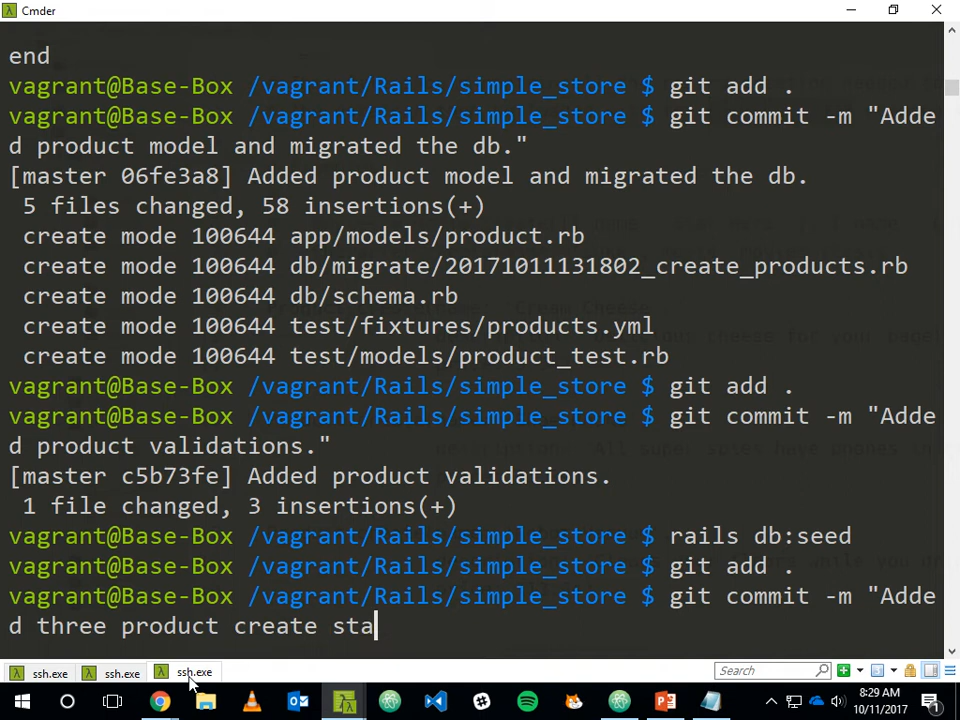 Cmder
end
vagrant@Base-Box /vagrant/Rails/simple_store $ git add .
vagrant@Base-Box /vagrant/Rails/simple_store $ git commit -m "Adde
d product model and migrated the db."
[master 06fe3a8] Added product model and migrated the db.
 5 files changed, 58 insertions(+)
 create mode 100644 app/models/product.rb
 create mode 100644 db/migrate/20171011131802_create_products.rb
 create mode 100644 db/schema.rb
 create mode 100644 test/fixtures/products.yml
 create mode 100644 test/models/product_test.rb
vagrant@Base-Box /vagrant/Rails/simple_store $ git add .
vagrant@Base-Box /vagrant/Rails/simple_store $ git commit -m "Adde
d product validations."
[master c5b73fe] Added product validations.
 1 file changed, 3 insertions(+)
vagrant@Base-Box /vagrant/Rails/simple_store $ rails db:seed
vagrant@Base-Box /vagrant/Rails/simple_store $ git add .
vagrant@Base-Box /vagrant/Rails/simple_store $ git commit -m "Adde
d three product create sta
ssh.exe ssh.exe ssh.exe Search
8:29 AM
10/11/2017
1